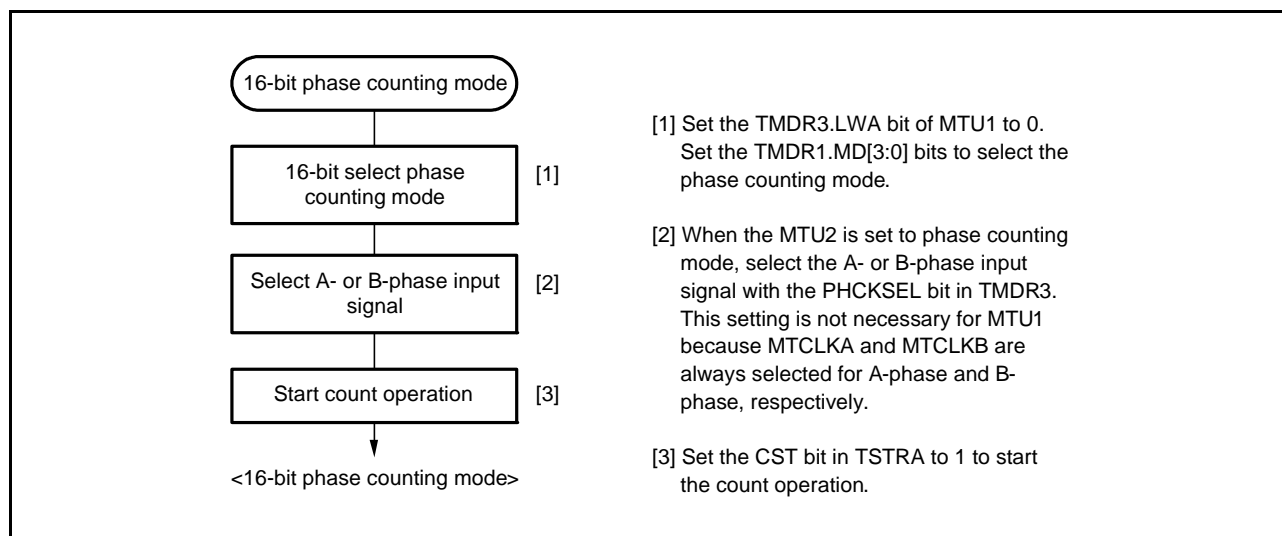 16-bit phase counting mode
16-bit select phase
counting mode
[1]
Select A- or B-phase input
signal
[2]
Start count operation
[3]
<16-bit phase counting mode>
[1] Set the TMDR3.LWA bit of MTU1 to 0.
Set the TMDR1.MD[3:0] bits to select the
phase counting mode.
[2] When the MTU2 is set to phase counting
mode, select the A- or B-phase input
signal with the PHCKSEL bit in TMDR3.
This setting is not necessary for MTU1
because MTCLKA and MTCLKB are
always selected for A-phase and B-
phase, respectively.
[3] Set the CST bit in TSTRA to 1 to start
the count operation.